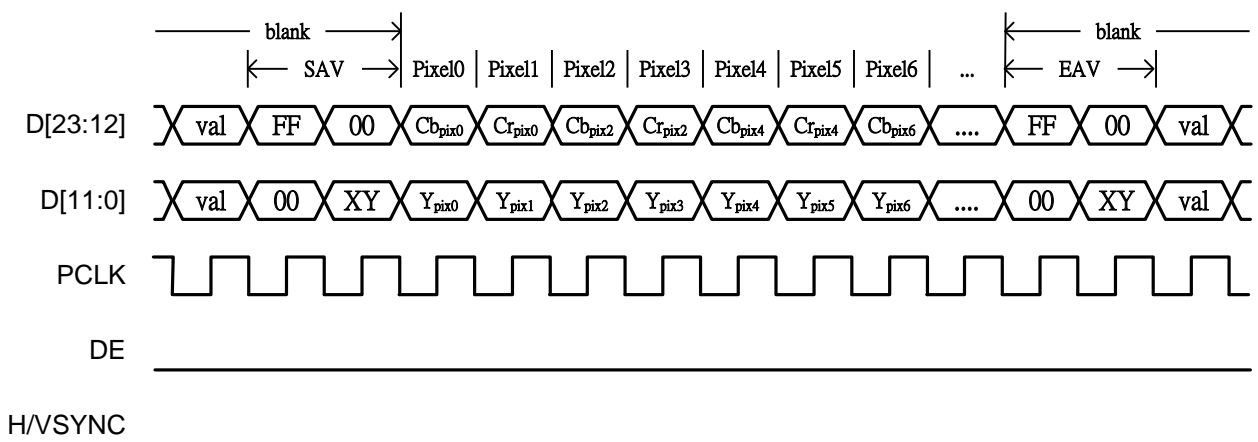 blank blank
SAV Pixel0 Pixel1 Pixel2 Pixel3 Pixel4 Pixel5 Pixel6 ... EAV
D[23:12] val FF 00 Cbpix0 Crpix0 Cbpix2 Crpix2 Cbpix4 Crpix4 Cbpix6 .... FF 00 val
D[11:0] val 00 XY Ypix0 Ypix1 Ypix2 Ypix3 Ypix4 Ypix5 Ypix6 .... 00 XY val
PCLK
DE
H/VSYNC